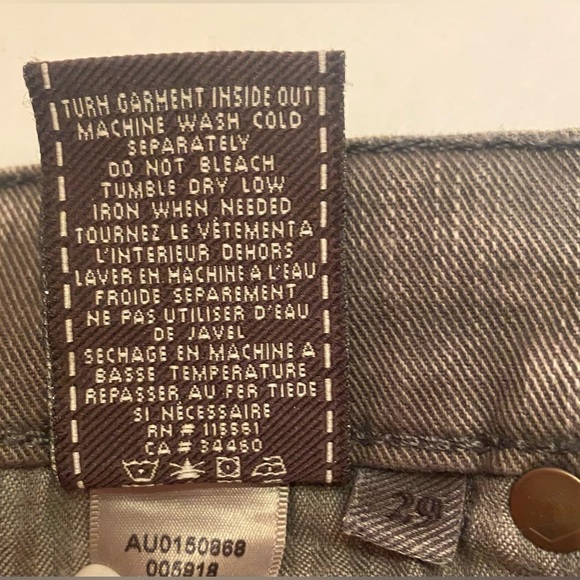 TURN GARMENT INSIDE OUT
MACHINE WASH COLD
SEPARATELY
DO NOT BLEACH
TUMBLE DRY LOW
IRON WHEN NEEDED
TOURNEZ LE VÊTEMENT A
L'INTERIEUR DEHORS
LAVER EN MACHINE A L'EAU
FROIDE SEPAREMENT
NE PAS UTILISER D'EAU
DE JAVEL
SECHAGE EN MACHINE A
BASSE TEMPERATURE
REPASSER AU FER TIEDE
SI NÉCESSAIRE
RN # 115561
CA # 34460
29
AU0150868
005918